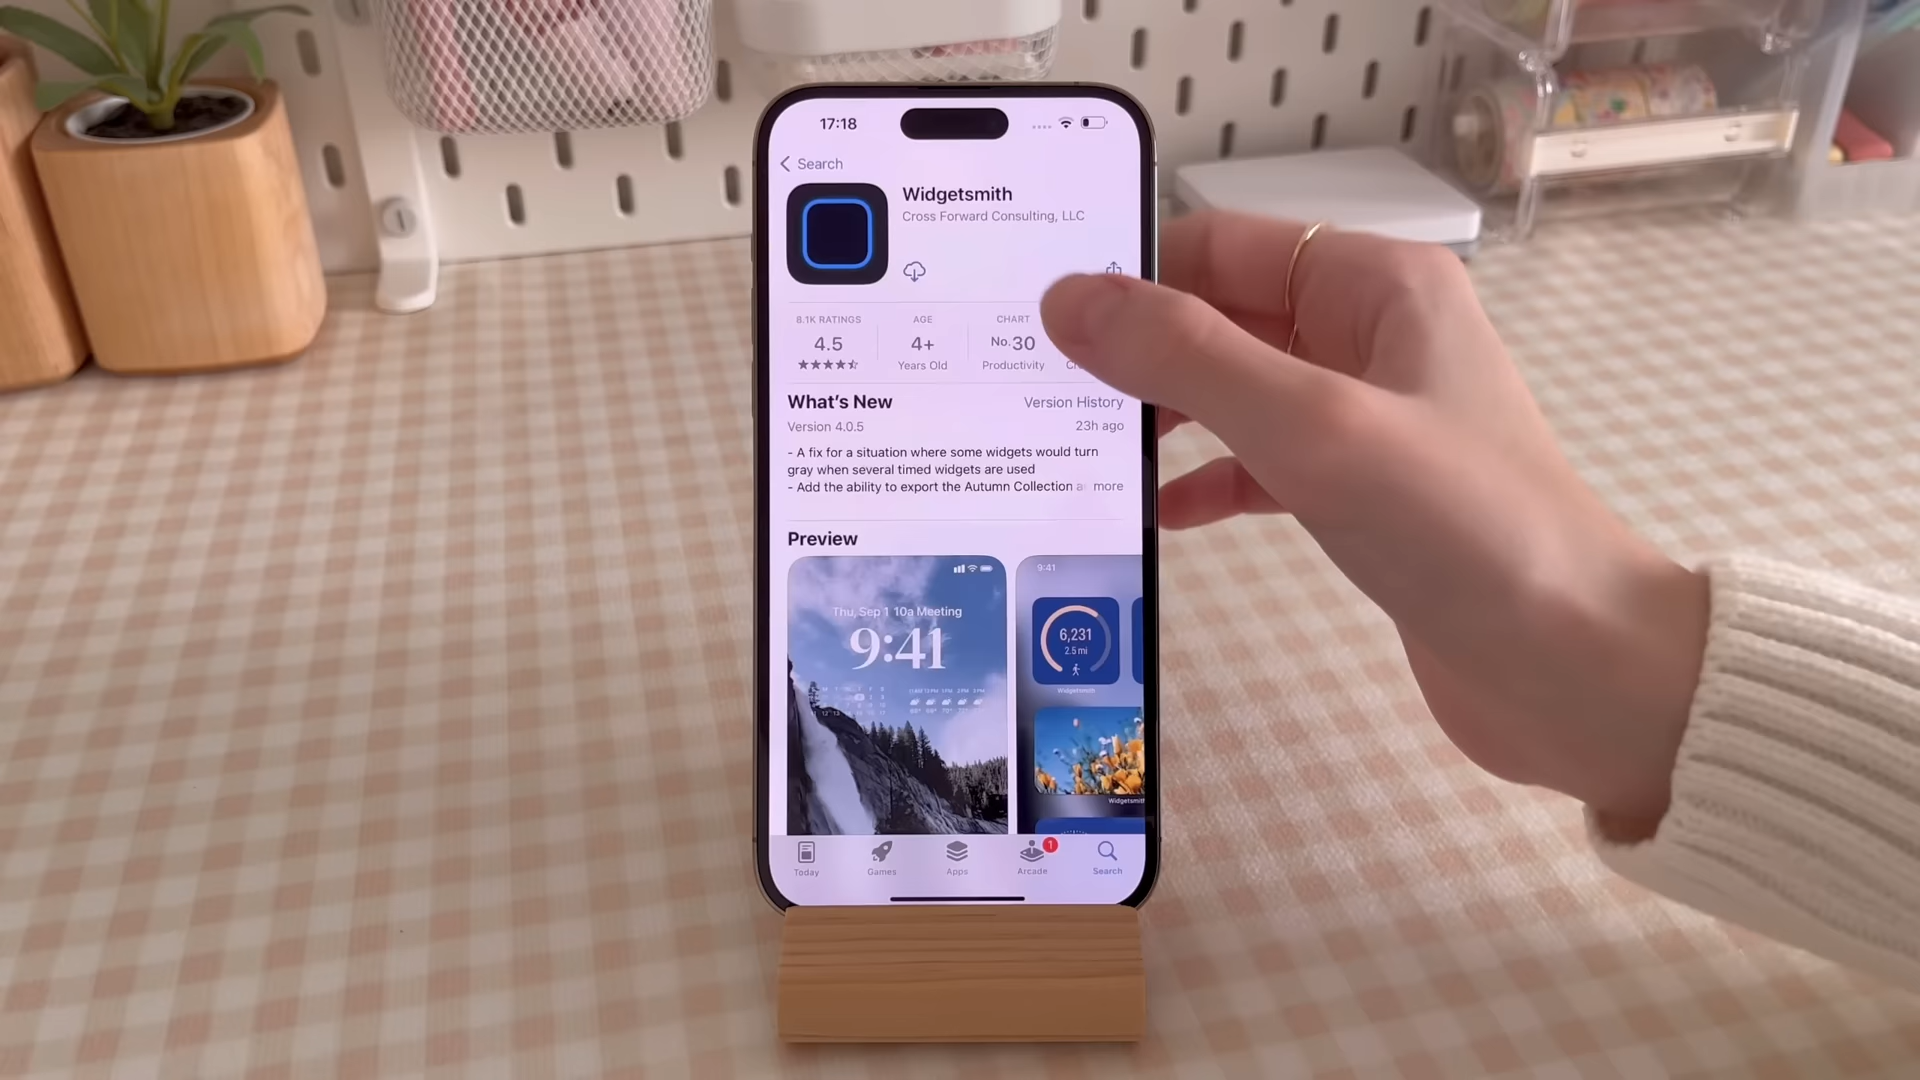 17:18
Search
Widgetsmith
Cross Forward Consulting, LLC
8.1K RATINGS
AGE
CHART
4.5
4+
No.30
Years Old
Productivity
What's New
Version History
Version 4.0.5
23h ago
- A fix for a situation where some widgets would turn
gray when several timed widgets are used
- Add the ability to export the Autumn Collection
more
Preview
Thu, Sep 1 10a Meeting
9:41
9:41
6,231
2.5 mi
Widgetsmith
Widgetsmith
Today
Games
Apps
Arcade
1
Search